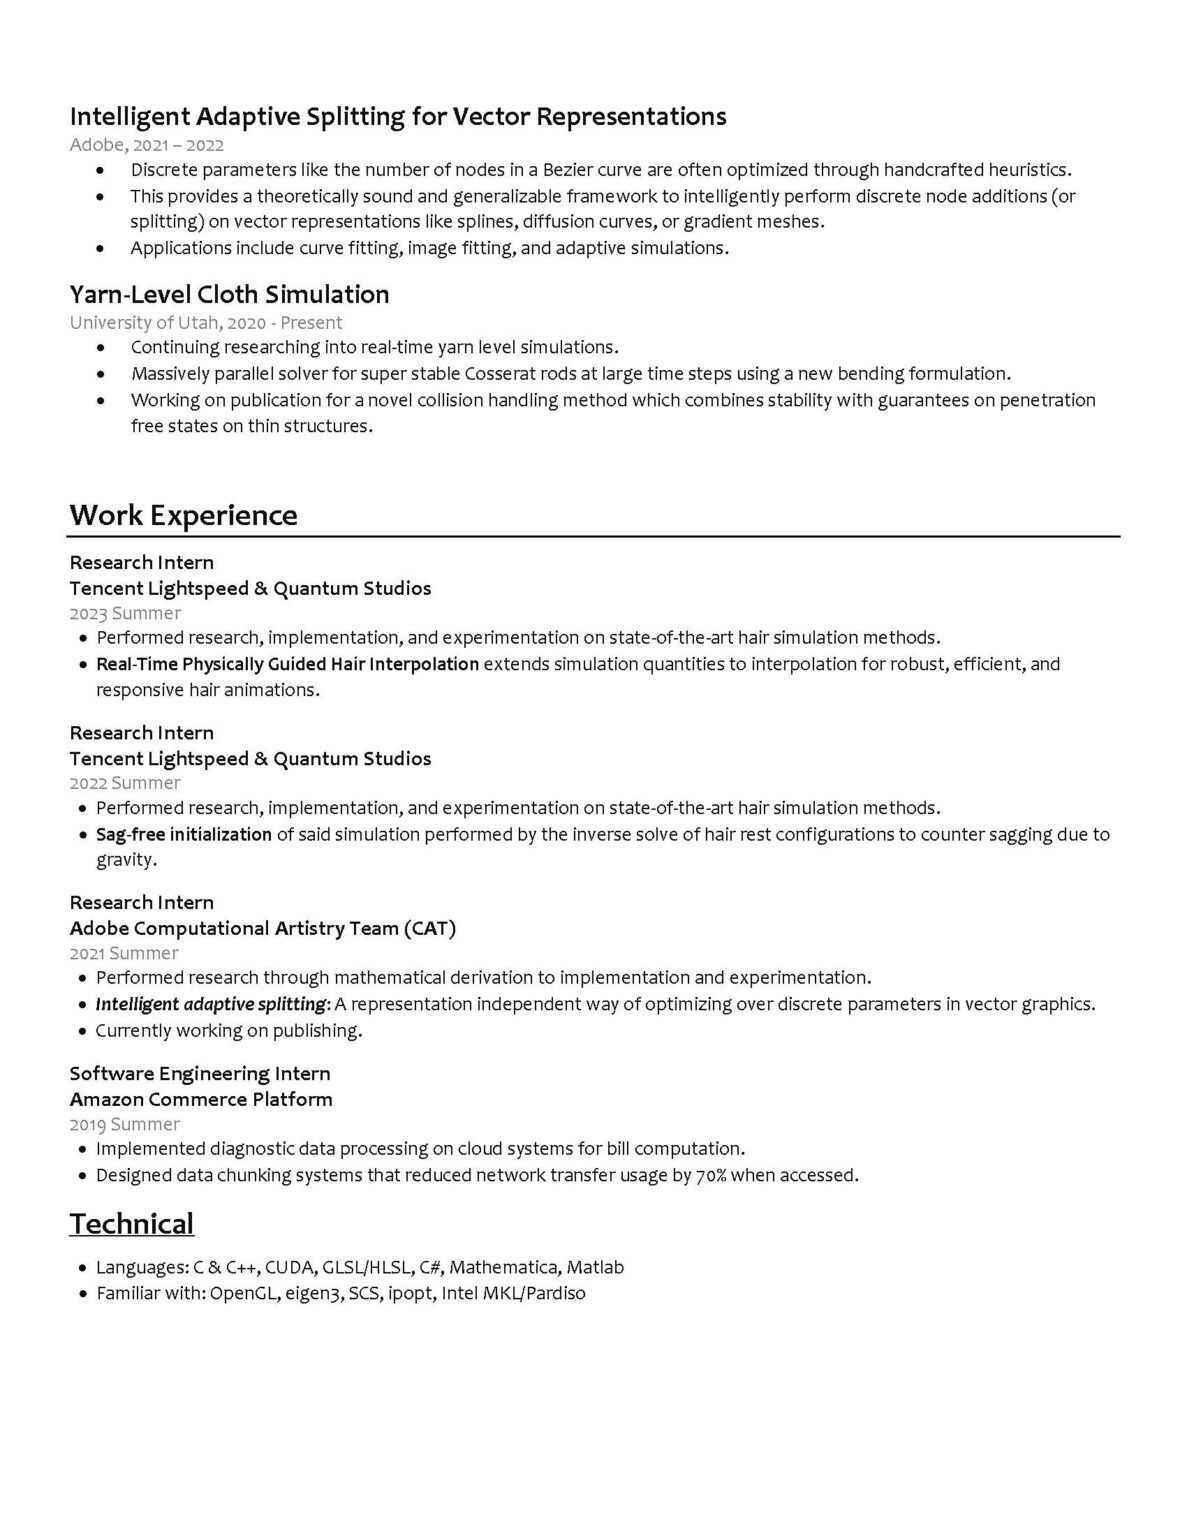 Intelligent Adaptive Splitting for Vector Representations
Adobe, 2021 – 2022
• Discrete parameters like the number of nodes in a Bezier curve are often optimized through handcrafted heuristics.
• This provides a theoretically sound and generalizable framework to intelligently perform discrete node additions (or
splitting) on vector representations like splines, diffusion curves, or gradient meshes.
• Applications include curve fitting, image fitting, and adaptive simulations.
Yarn-Level Cloth Simulation
University of Utah, 2020 - Present
• Continuing researching into real-time yarn level simulations.
• Massively parallel solver for super stable Cosserat rods at large time steps using a new bending formulation.
• Working on publication for a novel collision handling method which combines stability with guarantees on penetration
free states on thin structures.
Work Experience
Research Intern
Tencent Lightspeed & Quantum Studios
2023 Summer
• Performed research, implementation, and experimentation on state-of-the-art hair simulation methods.
• Real-Time Physically Guided Hair Interpolation extends simulation quantities to interpolation for robust, efficient, and
responsive hair animations.
Research Intern
Tencent Lightspeed & Quantum Studios
2022 Summer
• Performed research, implementation, and experimentation on state-of-the-art hair simulation methods.
• Sag-free initialization of said simulation performed by the inverse solve of hair rest configurations to counter sagging due to
gravity.
Research Intern
Adobe Computational Artistry Team (CAT)
2021 Summer
• Performed research through mathematical derivation to implementation and experimentation.
• Intelligent adaptive splitting: A representation independent way of optimizing over discrete parameters in vector graphics.
• Currently working on publishing.
Software Engineering Intern
Amazon Commerce Platform
2019 Summer
• Implemented diagnostic data processing on cloud systems for bill computation.
• Designed data chunking systems that reduced network transfer usage by 70% when accessed.
Technical
• Languages: C & C++, CUDA, GLSL/HLSL, C#, Mathematica, Matlab
• Familiar with: OpenGL, eigen3, SCS, ipopt, Intel MKL/Pardiso